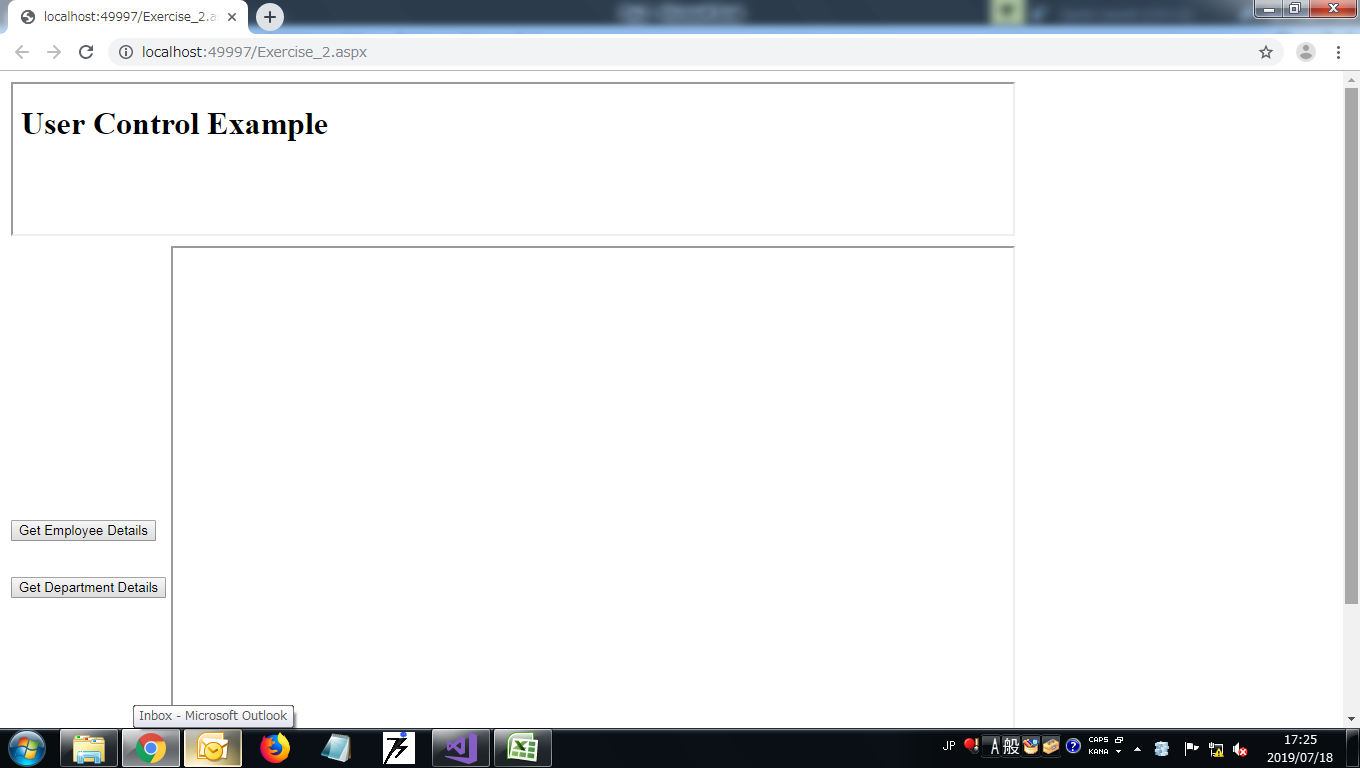 localhost:49997/Exercise_2.a
localhost:49997/Exercise_2.aspx
User Control Example
Get Employee Details
Get Department Details
Inbox - Microsoft Outlook
JP
A 般
CAPS
KANA
17:25
2019/07/18